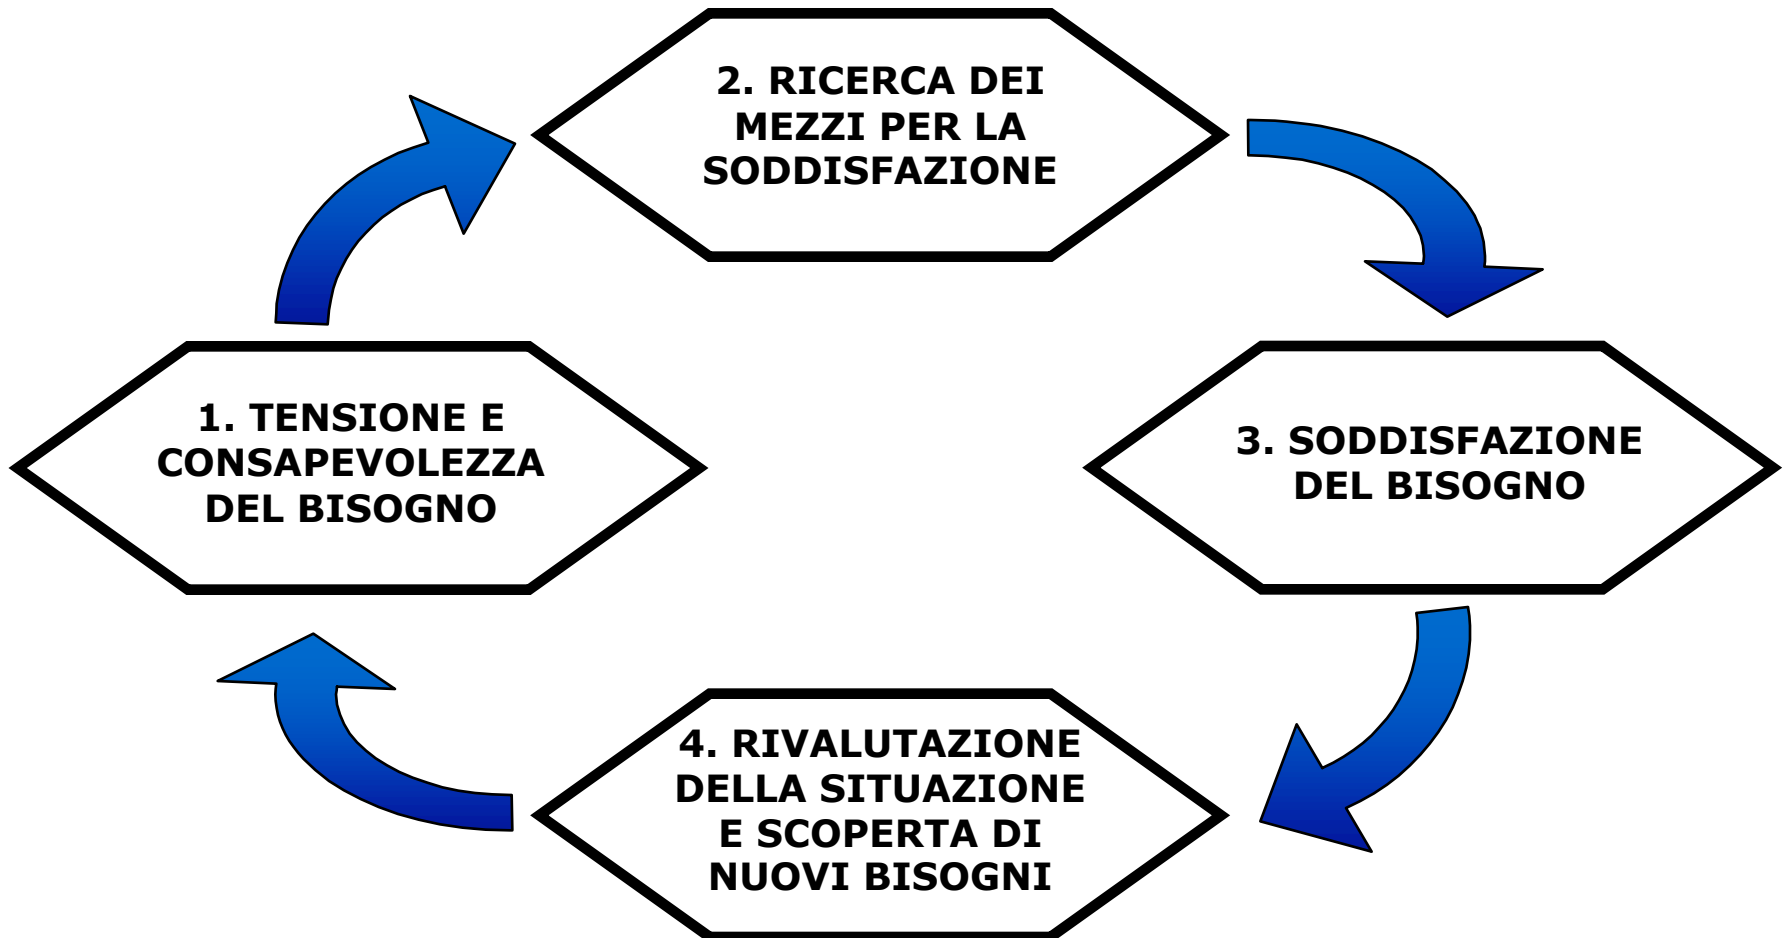 2. RICERCA DEI
MEZZI PER LA
SODDISFAZIONE
1. TENSIONE E
CONSAPEVOLEZZA
DEL BISOGNO
3. SODDISFAZIONE
DEL BISOGNO
4. RIVALUTAZIONE
DELLA SITUAZIONE
E SCOPERTA DI
NUOVI BISOGNI